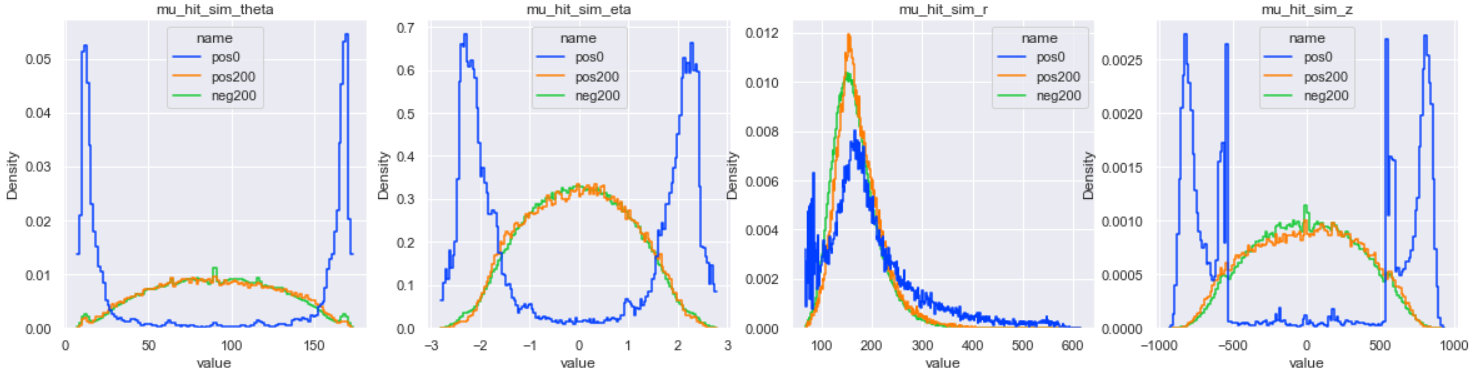 mu_hit_sim_theta
Density
0.05
0.04
0.03
0.02
0.01
0.00
0
50
100
150
value
name
pos0
pos200
neg200
mu_hit_sim_eta
Density
0.7
0.6
0.5
0.4
0.3
0.2
0.1
0.0
−3
−2
−1
0
1
2
3
value
name
pos0
pos200
neg200
mu_hit_sim_r
Density
0.012
0.010
0.008
0.006
0.004
0.002
0.000
100
200
300
400
500
600
value
name
pos0
pos200
neg200
mu_hit_sim_z
Density
0.0025
0.0020
0.0015
0.0010
0.0005
0.0000
−1000
−500
0
500
1000
value
name
pos0
pos200
neg200